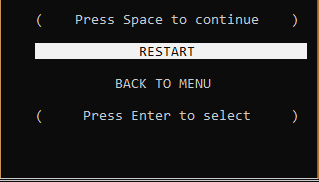 ( Press Space to continue )
RESTART
BACK TO MENU
( Press Enter to select )